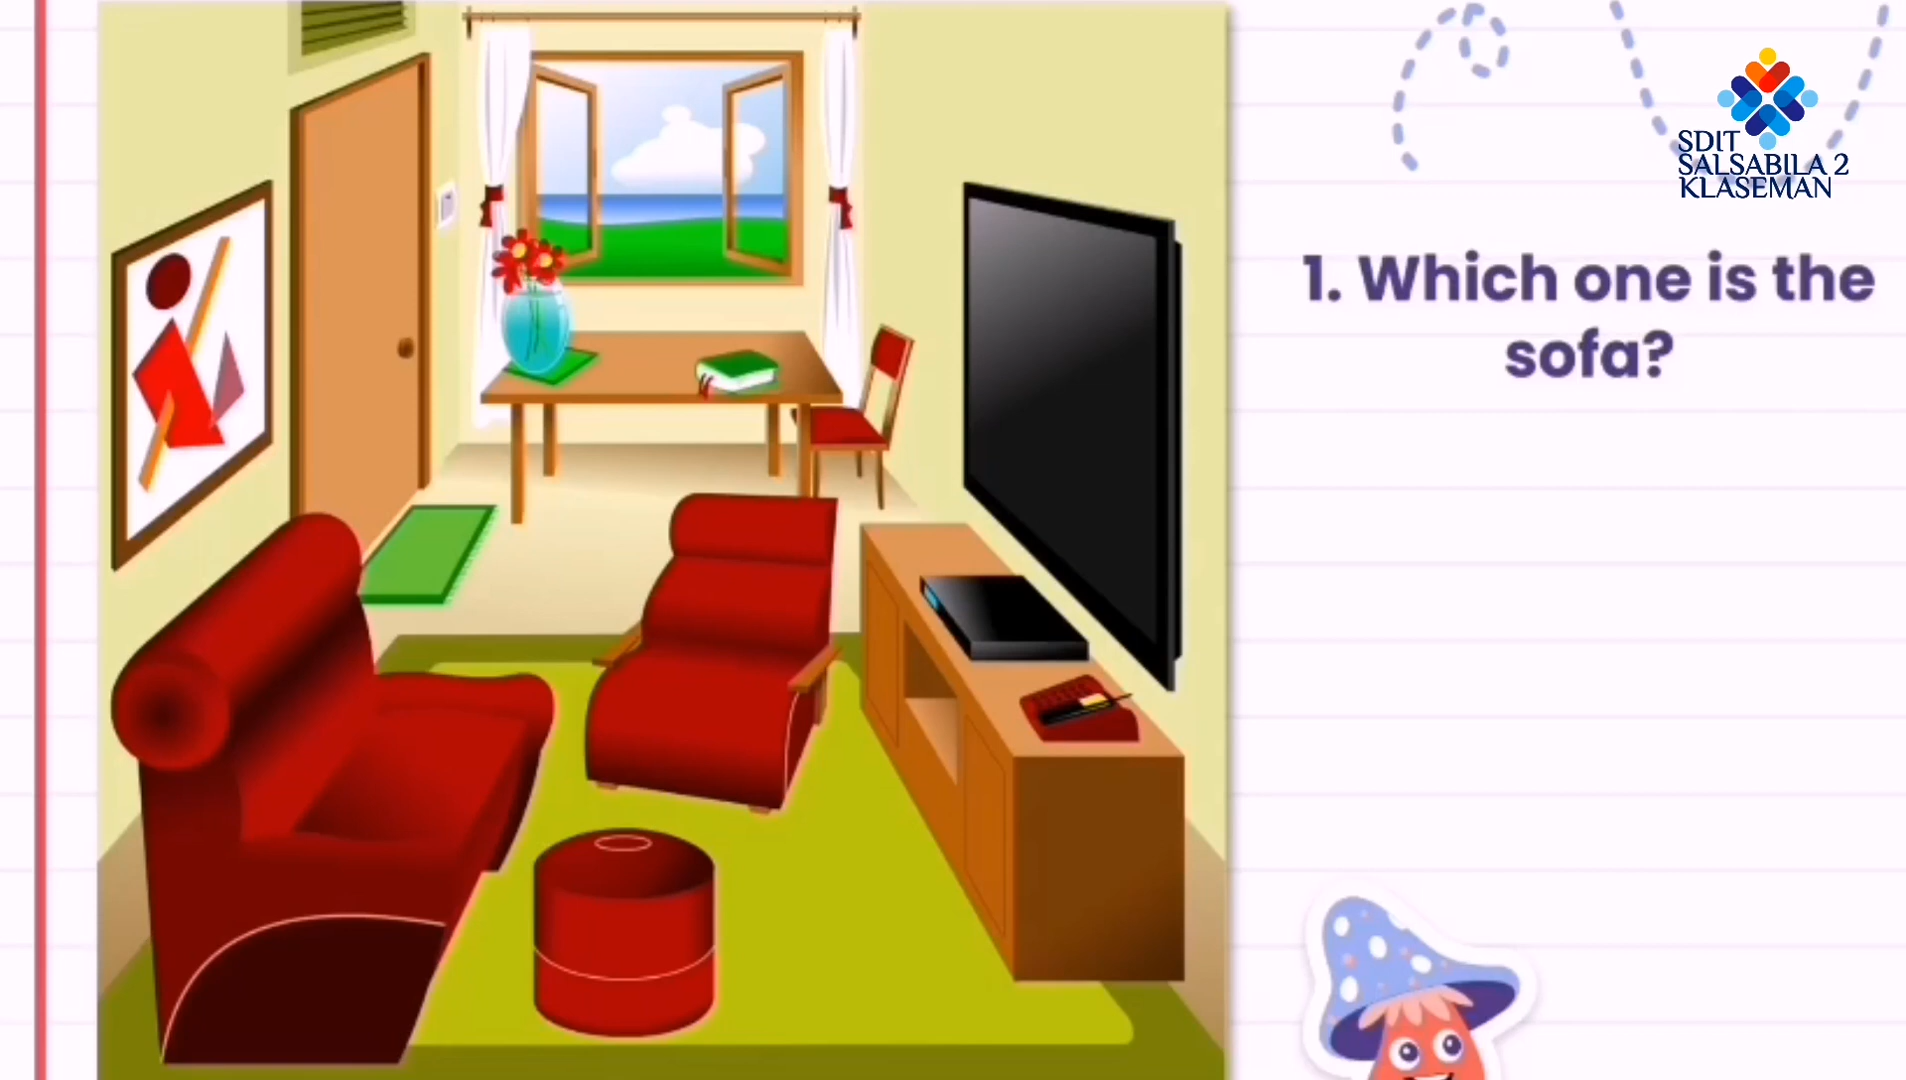 SDIT
SALSABILA 2
KLASEMAN
1. Which one is the
sofa?